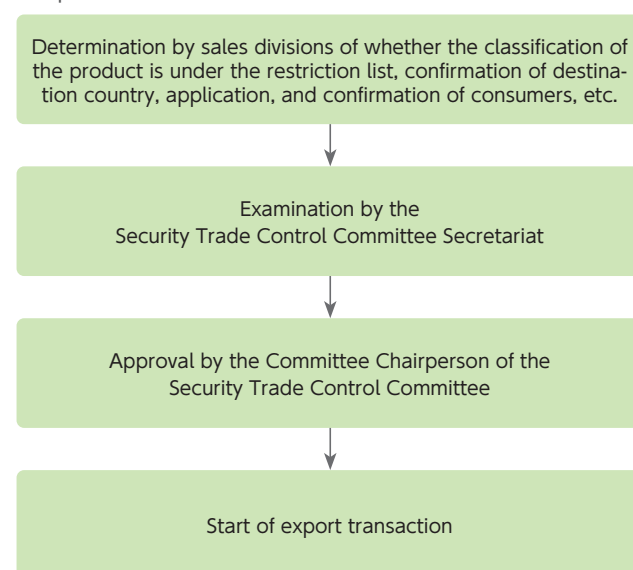 Determination by sales divisions of whether the classification of
the product is under the restriction list, confirmation of destina-
tion country, application, and confirmation of consumers, etc.
Examination by the
Security Trade Control Committee Secretariat
Approval by the Committee Chairperson of the
Security Trade Control Committee
Start of export transaction